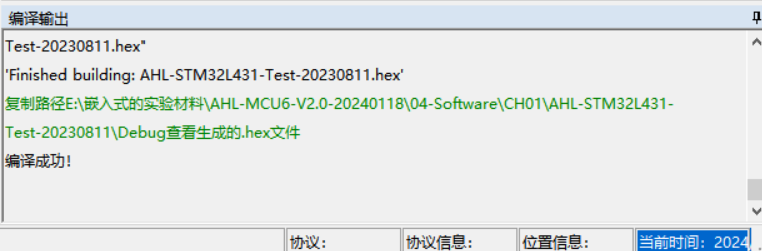 编译输出
Test-20230811.hex"
'Finished building: AHL-STM32L431-Test-20230811.hex'
复制路径E:\嵌入式的实验材料\AHL-MCU6-V2.0-20240118\04-Software\CH01\AHL-STM32L431-
Test-20230811\Debug查看生成的.hex文件
编译成功!
协议: 协议信息: 位置信息: 当前时间: 2024